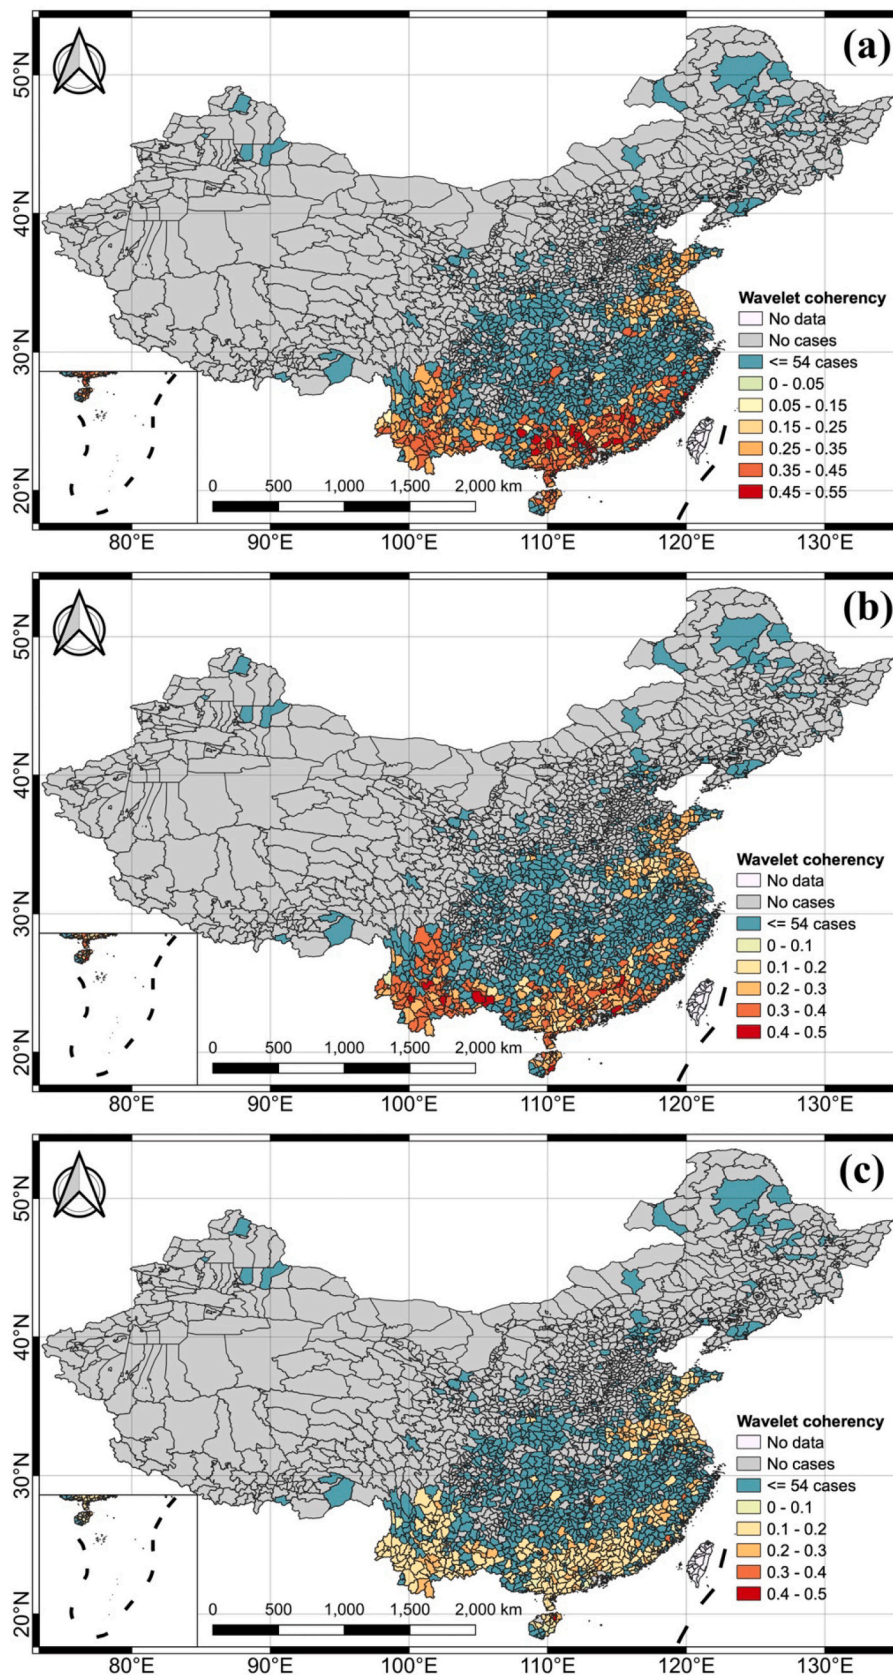 (a)
50°N
40°N
30°N
20°N
Wavelet coherency
No data
No cases
<= 54 cases
0 - 0.05
0.05 - 0.15
0.15 - 0.25
0.25 - 0.35
0.35 - 0.45
0.45 - 0.55
0 500 1,000 1,500 2,000 km
80°E 90°E 100°E 110°E 120°E 130°E
(b)
50°N
40°N
30°N
20°N
Wavelet coherency
No data
No cases
<= 54 cases
0 - 0.1
0.1 - 0.2
0.2 - 0.3
0.3 - 0.4
0.4 - 0.5
0 500 1,000 1,500 2,000 km
80°E 90°E 100°E 110°E 120°E 130°E
(c)
50°N
40°N
30°N
20°N
Wavelet coherency
No data
No cases
<= 54 cases
0 - 0.1
0.1 - 0.2
0.2 - 0.3
0.3 - 0.4
0.4 - 0.5
0 500 1,000 1,500 2,000 km
80°E 90°E 100°E 110°E 120°E 130°E